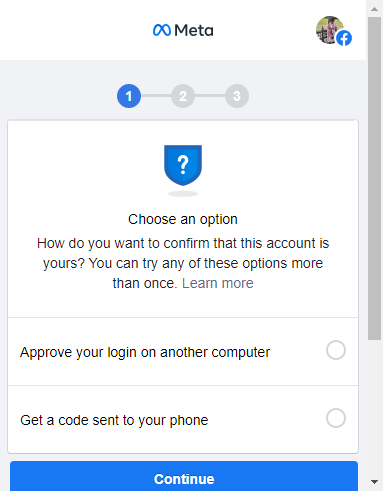 Meta
1 2 3
?
Choose an option
How do you want to confirm that this account is
yours? You can try any of these options more
than once. Learn more
Approve your login on another computer
Get a code sent to your phone
Continue